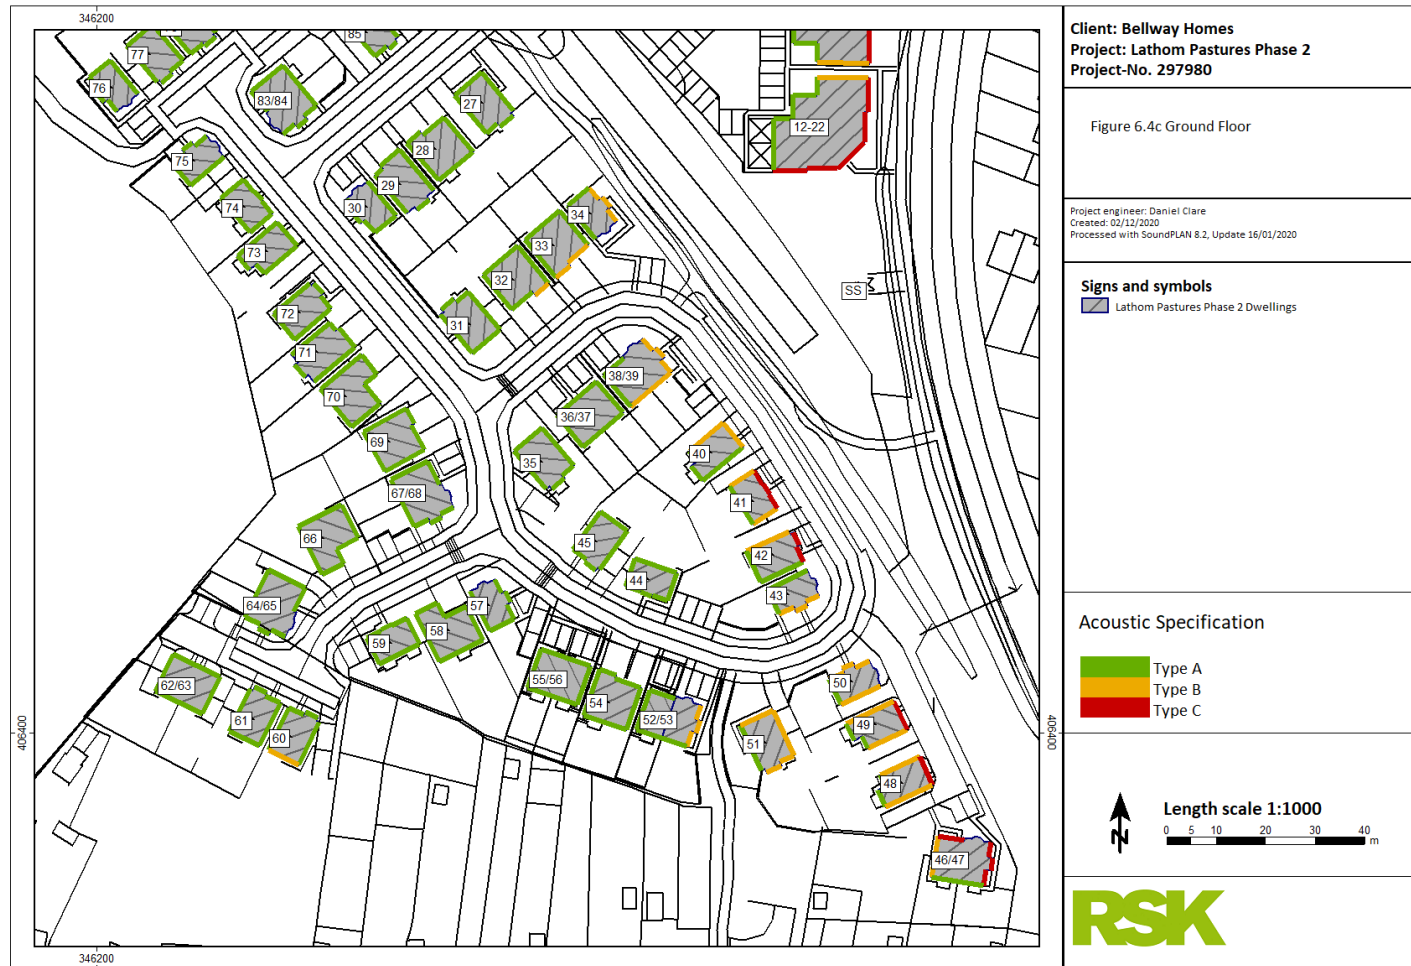 346200
Client: Bellway Homes
Project: Lathom Pastures Phase 2
Project-No. 297980
Figure 6.4c Ground Floor
Project engineer: Daniel Clare
Created: 02/12/2020
Processed with SoundPLAN 8.2, Update 16/01/2020
Signs and symbols
Lathom Pastures Phase 2 Dwellings
Acoustic Specification
Type A
Type B
Type C
N
Length scale 1:1000
0 5 10 20 30 40
m
RSK
85
77
76
83/84
27
12-22
28
75
29
30
74
34
33
73
32
SS
72
31
71
38/39
70
36/37
69
40
35
67/68
41
66
45
42
44
43
64/65
57
58
59
55/56
50
62/63
54
52/53
61
49
60
51
406400
406400
48
46/47
346200